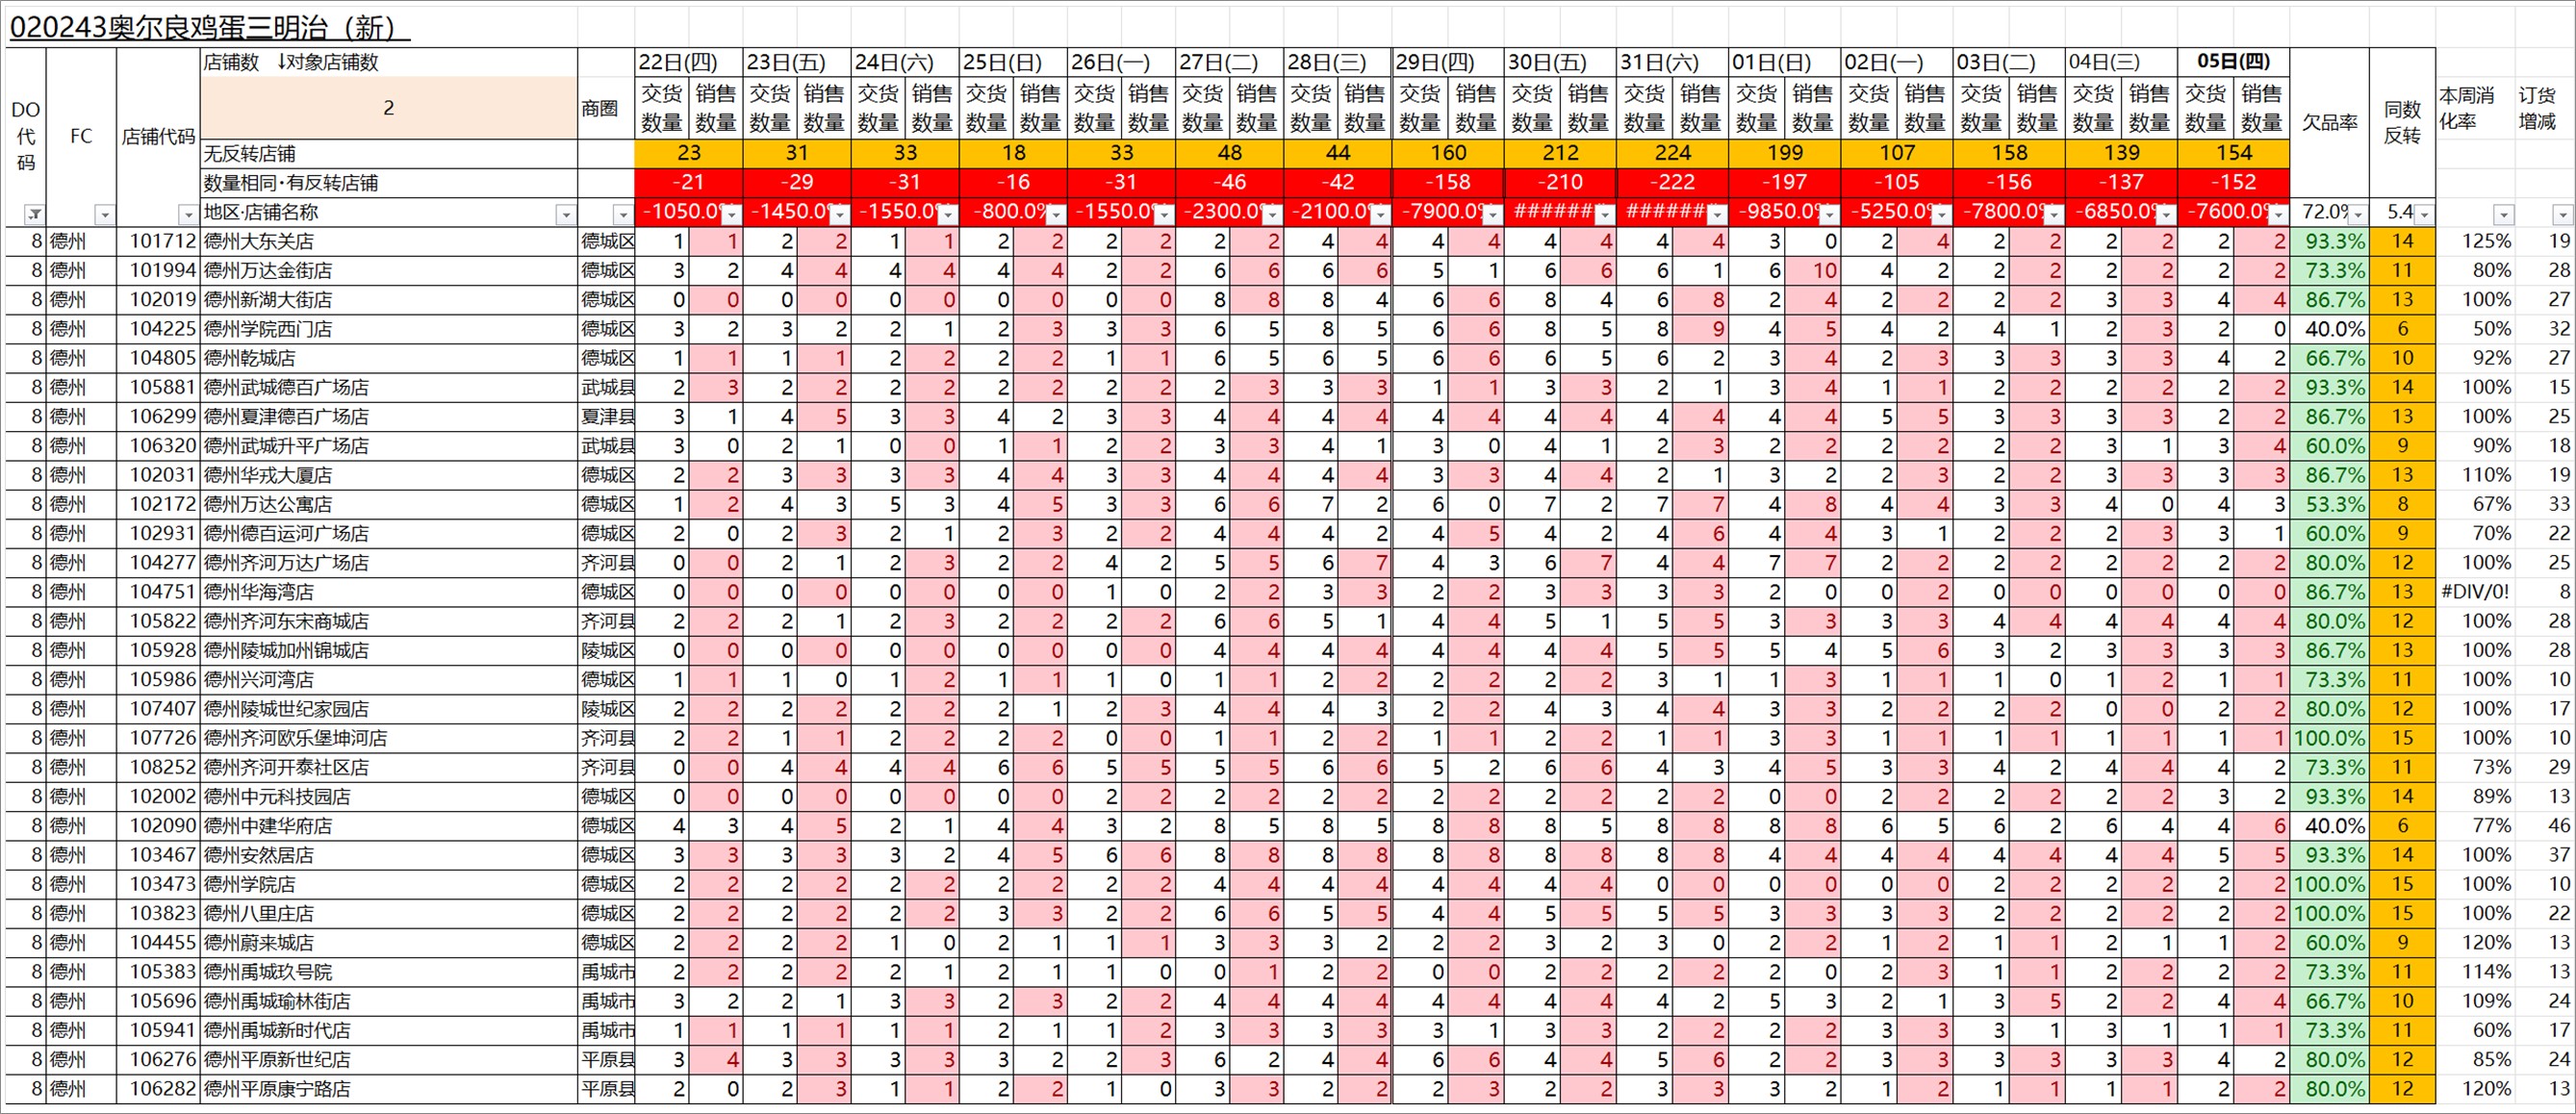 020243奥尔良鸡蛋三明治（新）
DO代码 FC 店铺代码 店铺数 ↓对象店铺数 商圈 22日(四) 23日(五) 24日(六) 25日(日) 26日(一) 27日(二) 28日(三) 29日(四) 30日(五) 31日(六) 01日(日) 02日(一) 03日(二) 04日(三) 05日(四) 欠品率 同数反转 本周消化率 订货增减
2 交货数量 销售数量 交货数量 销售数量 交货数量 销售数量 交货数量 销售数量 交货数量 销售数量 交货数量 销售数量 交货数量 销售数量 交货数量 销售数量 交货数量 销售数量 交货数量 销售数量 交货数量 销售数量 交货数量 销售数量 交货数量 销售数量 交货数量 销售数量 交货数量 销售数量
无反转店铺 23 31 33 18 33 48 44 160 212 224 199 107 158 139 154
数量相同·有反转店铺 -21 -29 -31 -16 -31 -46 -42 -158 -210 -222 -197 -105 -156 -137 -152
地区·店铺名称 -1050.0% -1450.0% -1550.0% -800.0% -1550.0% -2300.0% -2100.0% -7900.0% ###### ###### -9850.0% -5250.0% -7800.0% -6850.0% -7600.0% 72.0% 5.4
8 德州 101712 德州大东关店 德城区 1 1 2 2 1 1 2 2 2 2 2 2 4 4 4 4 4 4 4 4 3 0 2 4 2 2 2 2 2 2 93.3% 14 125% 19
8 德州 101994 德州万达金街店 德城区 3 2 4 4 4 4 4 4 2 2 6 6 6 6 5 1 6 6 6 1 6 10 4 2 2 2 2 2 2 2 73.3% 11 80% 28
8 德州 102019 德州新湖大街店 德城区 0 0 0 0 0 0 0 0 0 0 8 8 8 4 6 6 8 4 6 8 2 4 2 2 2 2 3 3 4 4 86.7% 13 100% 27
8 德州 104225 德州学院西门店 德城区 3 2 3 2 2 1 2 3 3 3 6 5 8 5 6 6 8 5 8 9 4 5 4 2 4 1 2 3 2 0 40.0% 6 50% 32
8 德州 104805 德州乾城店 德城区 1 1 1 1 2 2 2 2 1 1 6 5 6 5 6 6 6 5 6 2 3 4 2 3 3 3 3 3 4 2 66.7% 10 92% 27
8 德州 105881 德州武城德百广场店 武城县 2 3 2 2 2 2 2 2 2 2 2 3 3 3 1 1 3 3 2 1 3 4 1 1 2 2 2 2 2 2 93.3% 14 100% 15
8 德州 106299 德州夏津德百广场店 夏津县 3 1 4 5 3 3 4 2 3 3 4 4 4 4 4 4 4 4 4 4 4 4 5 5 3 3 3 3 2 2 86.7% 13 100% 25
8 德州 106320 德州武城升平广场店 武城县 3 0 2 1 0 0 1 1 2 2 3 3 4 1 3 0 4 1 2 3 2 2 2 2 2 2 3 1 3 4 60.0% 9 90% 18
8 德州 102031 德州华戎大厦店 德城区 2 2 3 3 3 3 4 4 3 3 4 4 4 4 3 3 4 4 2 1 3 2 2 3 2 2 3 3 3 3 86.7% 13 110% 19
8 德州 102172 德州万达公寓店 德城区 1 2 4 3 5 3 4 5 3 3 6 6 7 2 6 0 7 2 7 7 4 8 4 4 3 3 4 0 4 3 53.3% 8 67% 33
8 德州 102931 德州德百运河广场店 德城区 2 0 2 3 2 1 2 3 2 2 4 4 4 2 4 5 4 2 4 6 4 4 3 1 2 2 2 3 3 1 60.0% 9 70% 22
8 德州 104277 德州齐河万达广场店 齐河县 0 0 2 1 2 3 2 2 4 2 5 5 6 7 4 3 6 7 4 4 7 7 2 2 2 2 2 2 2 2 80.0% 12 100% 25
8 德州 104751 德州华海湾店 德城区 0 0 0 0 0 0 0 0 1 0 2 2 3 3 2 2 3 3 3 3 2 0 0 2 0 0 0 0 0 0 86.7% 13 #DIV/0! 8
8 德州 105822 德州齐河东宋商城店 齐河县 2 2 2 1 2 3 2 2 2 2 6 6 5 1 4 4 5 1 5 5 3 3 3 3 4 4 4 4 4 4 80.0% 12 100% 28
8 德州 105928 德州陵城加州锦城店 陵城区 0 0 0 0 0 0 0 0 0 0 4 4 4 4 4 4 4 4 5 5 5 4 5 6 3 2 3 3 3 3 86.7% 13 100% 28
8 德州 105986 德州兴河湾店 德城区 1 1 1 0 1 2 1 1 1 0 1 1 2 2 2 2 2 2 3 1 1 3 1 1 1 0 1 2 1 1 73.3% 11 100% 10
8 德州 107407 德州陵城世纪家园店 陵城区 2 2 2 2 2 2 2 1 2 3 4 4 4 3 2 2 4 3 4 4 3 3 2 2 2 2 0 0 2 2 80.0% 12 100% 17
8 德州 107726 德州齐河欧乐堡坤河店 齐河县 2 2 1 1 2 2 2 2 0 0 1 1 2 2 1 1 2 2 1 1 3 3 1 1 1 1 1 1 1 1 100.0% 15 100% 10
8 德州 108252 德州齐河开泰社区店 齐河县 0 0 4 4 4 4 6 6 5 5 5 5 6 6 5 2 6 6 4 3 4 5 3 3 4 2 4 4 4 2 73.3% 11 73% 29
8 德州 102002 德州中元科技园店 德城区 0 0 0 0 0 0 0 0 2 2 2 2 2 2 2 2 2 2 2 2 0 0 2 2 2 2 2 2 3 2 93.3% 14 89% 13
8 德州 102090 德州中建华府店 德城区 4 3 4 5 2 1 4 4 3 2 8 5 8 5 8 8 8 5 8 8 8 8 6 5 6 2 6 4 4 6 40.0% 6 77% 46
8 德州 103467 德州安然居店 德城区 3 3 3 3 3 2 4 5 6 6 8 8 8 8 8 8 8 8 8 8 4 4 4 4 4 4 4 4 5 5 93.3% 14 100% 37
8 德州 103473 德州学院店 德城区 2 2 2 2 2 2 2 2 2 2 4 4 4 4 4 4 4 4 0 0 0 0 0 0 2 2 2 2 2 2 100.0% 15 100% 10
8 德州 103823 德州八里庄店 德城区 2 2 2 2 2 2 3 3 2 2 6 6 5 5 4 4 5 5 5 5 3 3 3 3 2 2 2 2 2 2 100.0% 15 100% 22
8 德州 104455 德州蔚来城店 德城区 2 2 2 2 1 0 2 1 1 1 3 3 3 2 2 2 3 2 3 0 2 2 1 2 1 1 2 1 1 2 60.0% 9 120% 13
8 德州 105383 德州禹城玖号院 禹城市 2 2 2 2 2 1 2 1 1 0 0 1 2 2 0 0 2 2 2 2 2 0 2 3 1 1 2 2 2 2 73.3% 11 114% 13
8 德州 105696 德州禹城瑜林街店 禹城市 3 2 2 1 3 3 2 3 2 2 4 4 4 4 4 4 4 4 4 2 5 3 2 1 3 5 2 2 4 4 66.7% 10 109% 24
8 德州 105941 德州禹城新时代店 禹城市 1 1 1 1 1 1 2 1 1 2 3 3 3 3 3 1 3 3 2 2 2 2 3 3 3 1 3 1 1 1 73.3% 11 60% 17
8 德州 106276 德州平原新世纪店 平原县 3 4 3 3 3 3 3 2 2 3 6 2 4 4 6 6 4 4 5 6 2 2 3 3 3 3 3 3 4 2 80.0% 12 85% 24
8 德州 106282 德州平原康宁路店 平原县 2 0 2 3 1 1 2 2 1 0 3 3 2 2 2 3 2 2 3 3 3 2 1 2 1 1 1 1 2 2 80.0% 12 120% 13